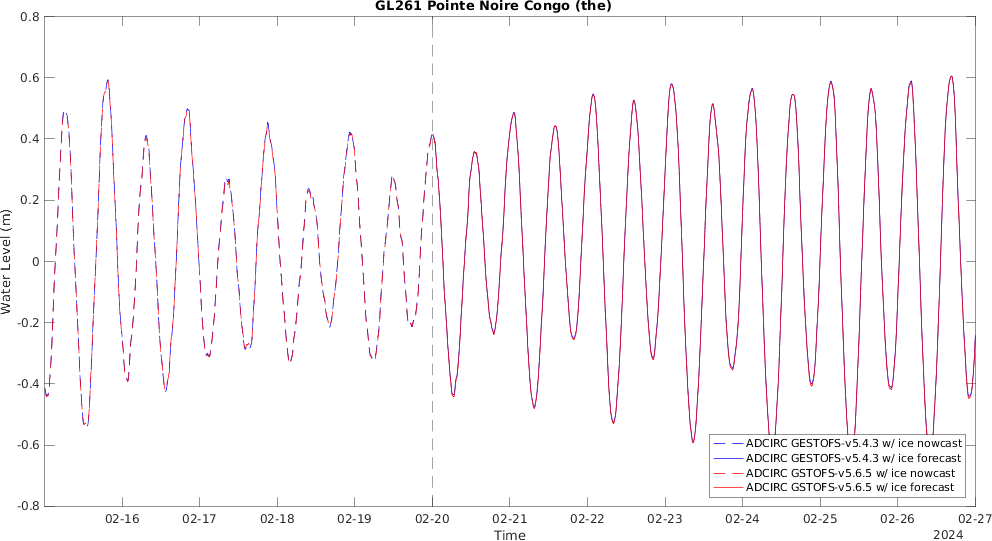 GL261 Pointe Noire Congo (the)
Water Level (m)
0.8
0.6
0.4
0.2
0
-0.2
-0.4
-0.6
-0.8
ADCIRC GESTOFS-v5.4.3 w/ ice nowcast
ADCIRC GESTOFS-v5.4.3 w/ ice forecast
ADCIRC GSTOFS-v5.6.5 w/ ice nowcast
ADCIRC GSTOFS-v5.6.5 w/ ice forecast
02-16 02-17 02-18 02-19 02-20 02-21 02-22 02-23 02-24 02-25 02-26 02-27
Time
2024